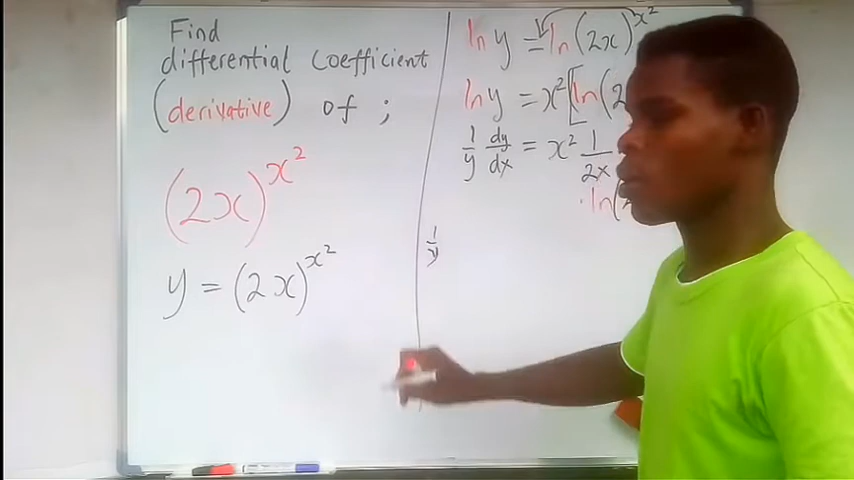 Find
differential Coefficient
(derivative) of ;
(2x)^x²
y = (2x)^x²
ln y = ln (2x)^x²
ln y = x² [ln (2
1/y dy/dx = x² 1/2x
· ln(
1/y